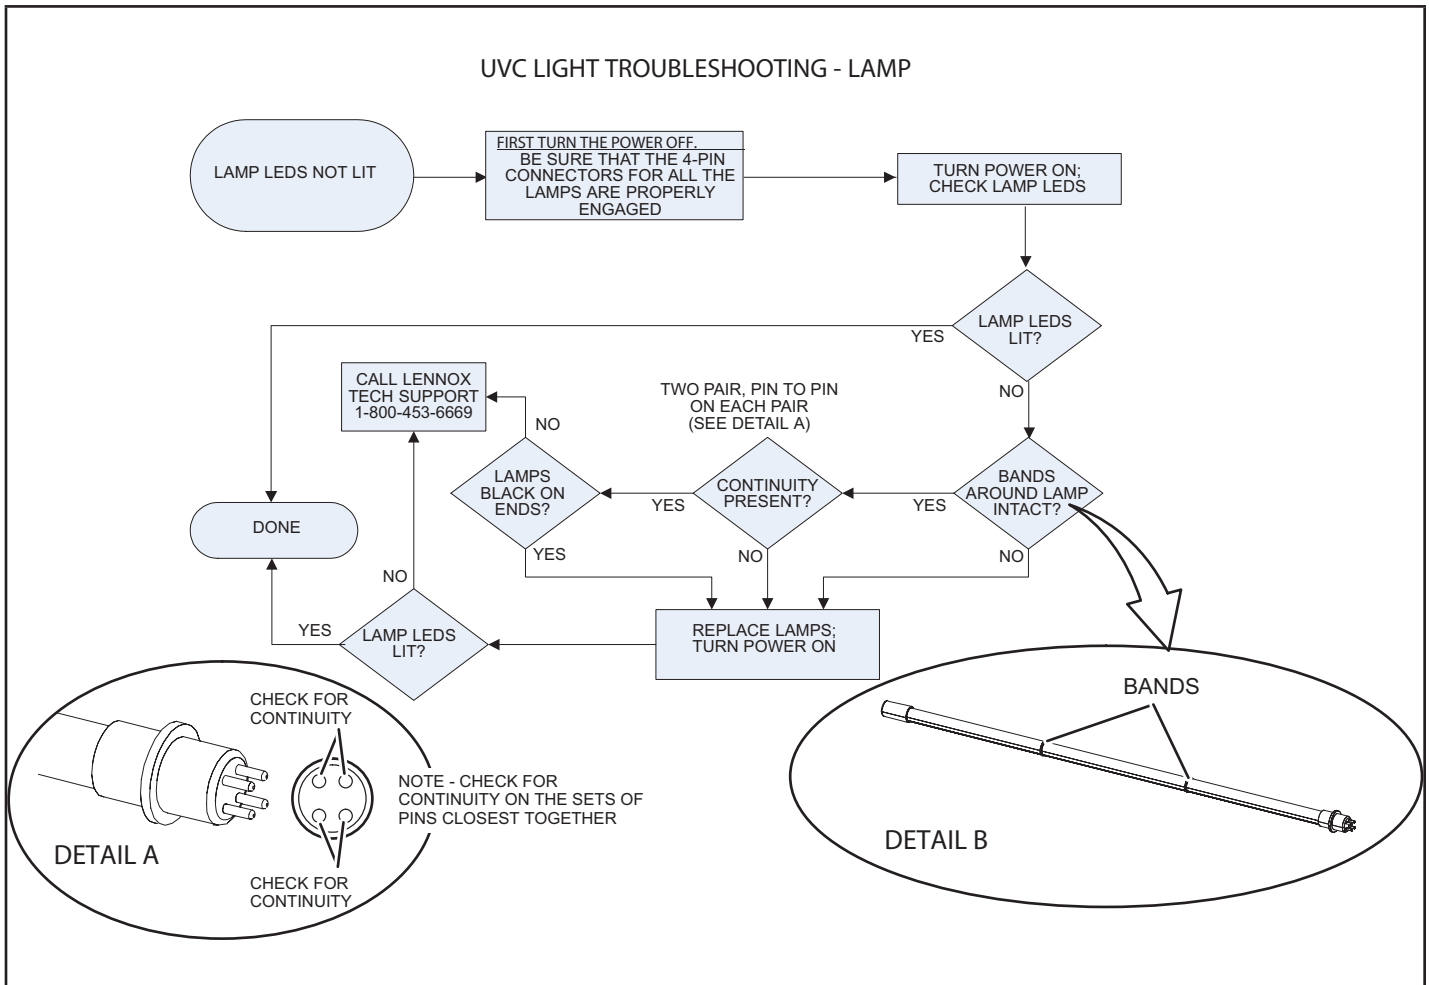 UVC LIGHT TROUBLESHOOTING - LAMP
LAMP LEDS NOT LIT
FIRST TURN THE POWER OFF.
BE SURE THAT THE 4-PIN
CONNECTORS FOR ALL THE
LAMPS ARE PROPERLY
ENGAGED
TURN POWER ON;
CHECK LAMP LEDS
LAMP LEDS
LIT?
YES
NO
CALL LENNOX
TECH SUPPORT
1-800-453-6669
TWO PAIR, PIN TO PIN
ON EACH PAIR
(SEE DETAIL A)
NO
LAMPS
BLACK ON
ENDS?
YES
CONTINUITY
PRESENT?
YES
BANDS
AROUND LAMP
INTACT?
DONE
YES
NO
NO
NO
YES
LAMP LEDS
LIT?
REPLACE LAMPS;
TURN POWER ON
CHECK FOR
CONTINUITY
NOTE - CHECK FOR
CONTINUITY ON THE SETS OF
PINS CLOSEST TOGETHER
DETAIL A
CHECK FOR
CONTINUITY
BANDS
DETAIL B